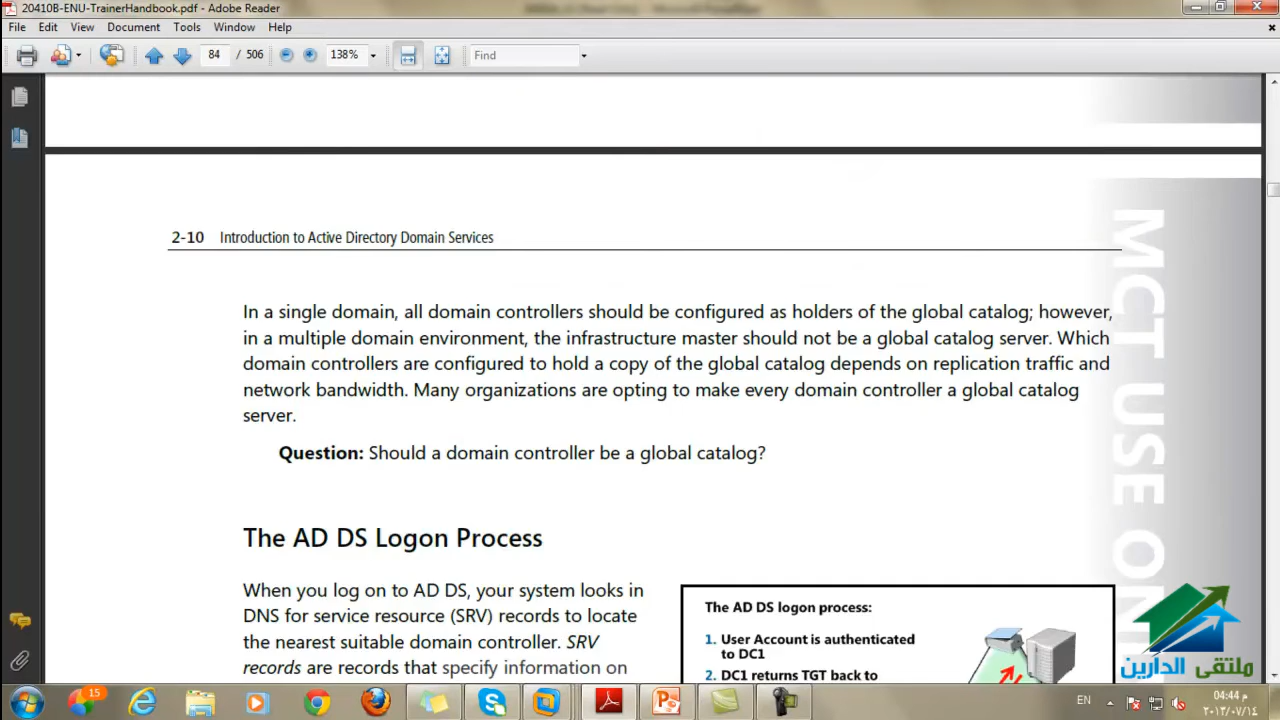 20410B-ENU-TrainerHandbook.pdf - Adobe Reader
File Edit View Document Tools Window Help
84 / 506 138% Find
2-10 Introduction to Active Directory Domain Services
In a single domain, all domain controllers should be configured as holders of the global catalog; however,
in a multiple domain environment, the infrastructure master should not be a global catalog server. Which
domain controllers are configured to hold a copy of the global catalog depends on replication traffic and
network bandwidth. Many organizations are opting to make every domain controller a global catalog
server.
Question: Should a domain controller be a global catalog?
The AD DS Logon Process
When you log on to AD DS, your system looks in
DNS for service resource (SRV) records to locate
the nearest suitable domain controller. SRV
records are records that specify information on
The AD DS logon process:
1. User Account is authenticated
to DC1
2. DC1 returns TGT back to
MCT USE ON
ملتقى الدارين
15
EN
04:44 م
٢٠١٣/٠٧/١٤